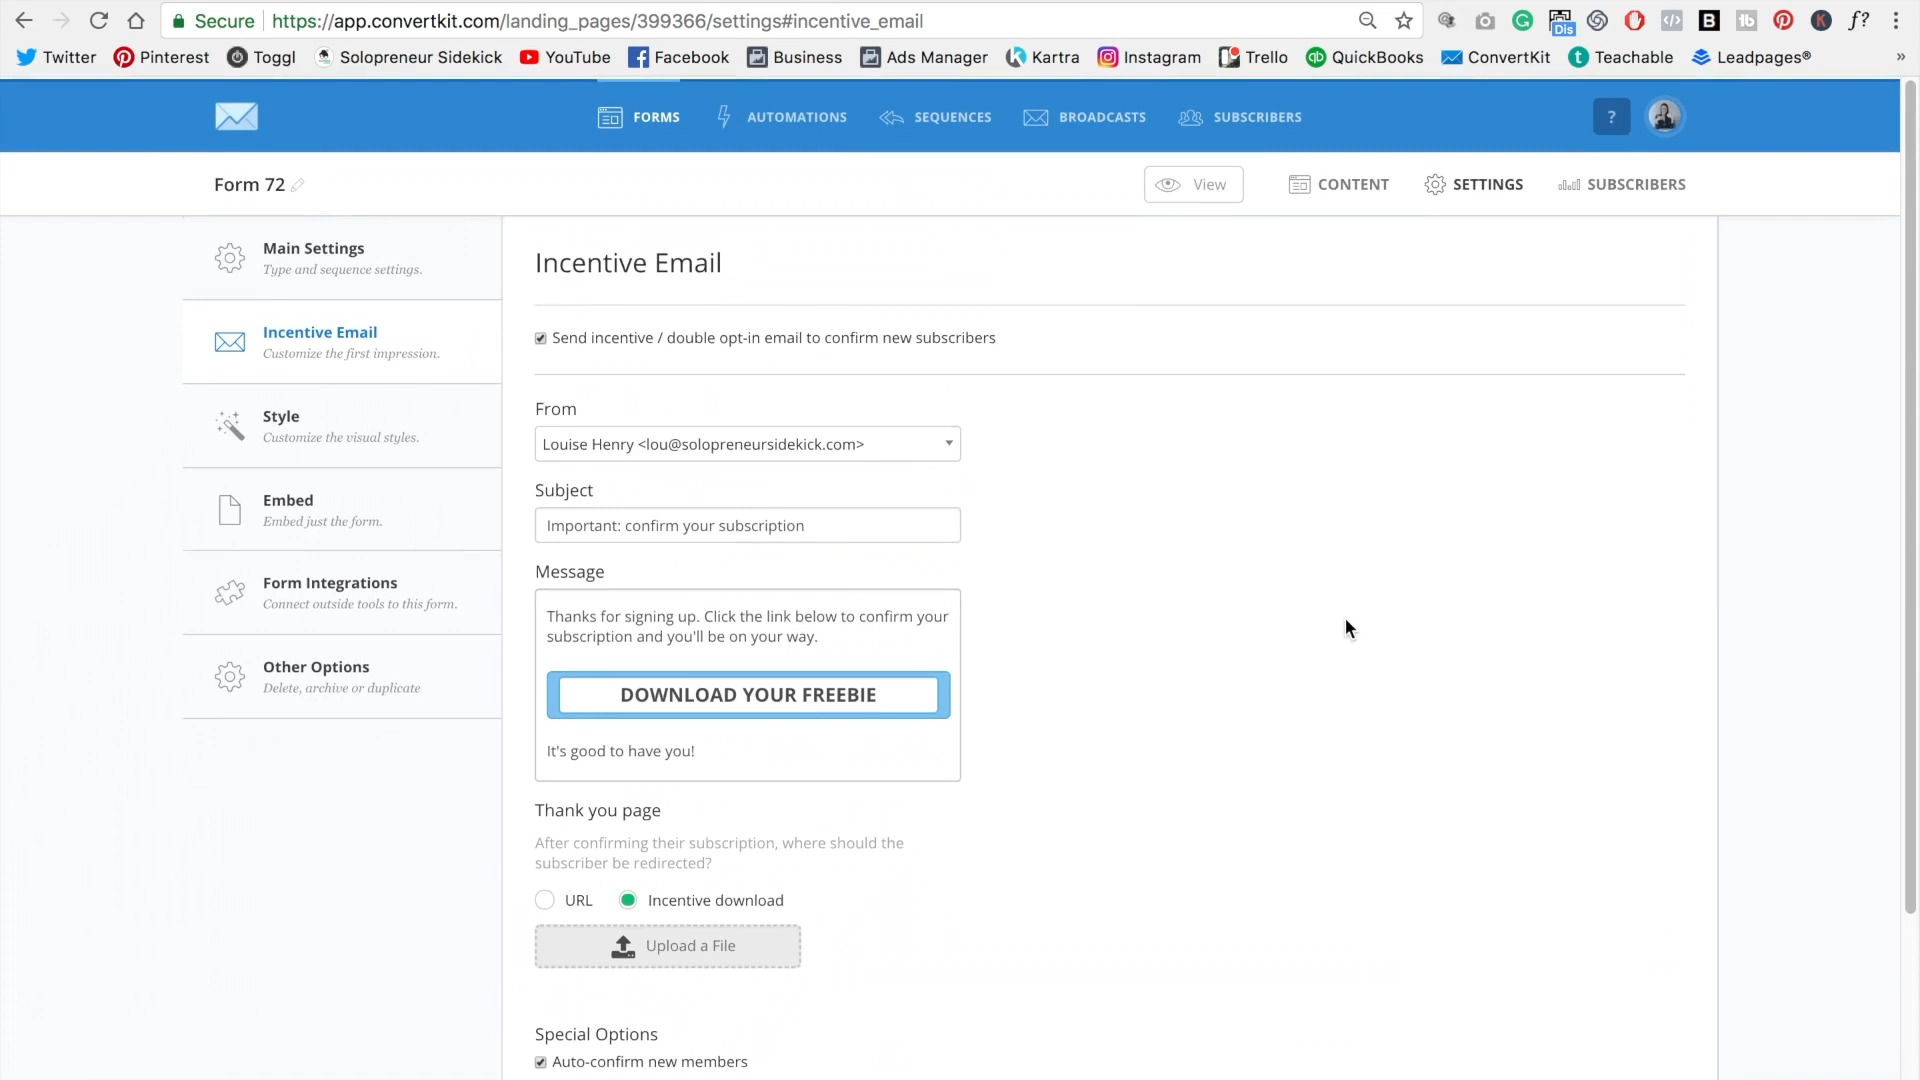 Secure https://app.convertkit.com/landing_pages/399366/settings#incentive_email
Dis </> B tb K f?
Twitter Pinterest Toggl Solopreneur Sidekick YouTube Facebook Business Ads Manager Kartra Instagram Trello QuickBooks ConvertKit Teachable Leadpages® »
FORMS AUTOMATIONS SEQUENCES BROADCASTS SUBSCRIBERS ?
Form 72 View CONTENT SETTINGS SUBSCRIBERS
Main Settings
Type and sequence settings.
Incentive Email
Customize the first impression.
Style
Customize the visual styles.
Embed
Embed just the form.
Form Integrations
Connect outside tools to this form.
Other Options
Delete, archive or duplicate
Incentive Email
Send incentive / double opt-in email to confirm new subscribers
From
Louise Henry <lou@solopreneursidekick.com>
Subject
Important: confirm your subscription
Message
Thanks for signing up. Click the link below to confirm your
subscription and you'll be on your way.
DOWNLOAD YOUR FREEBIE
It's good to have you!
Thank you page
After confirming their subscription, where should the
subscriber be redirected?
URL Incentive download
Upload a File
Special Options
Auto-confirm new members